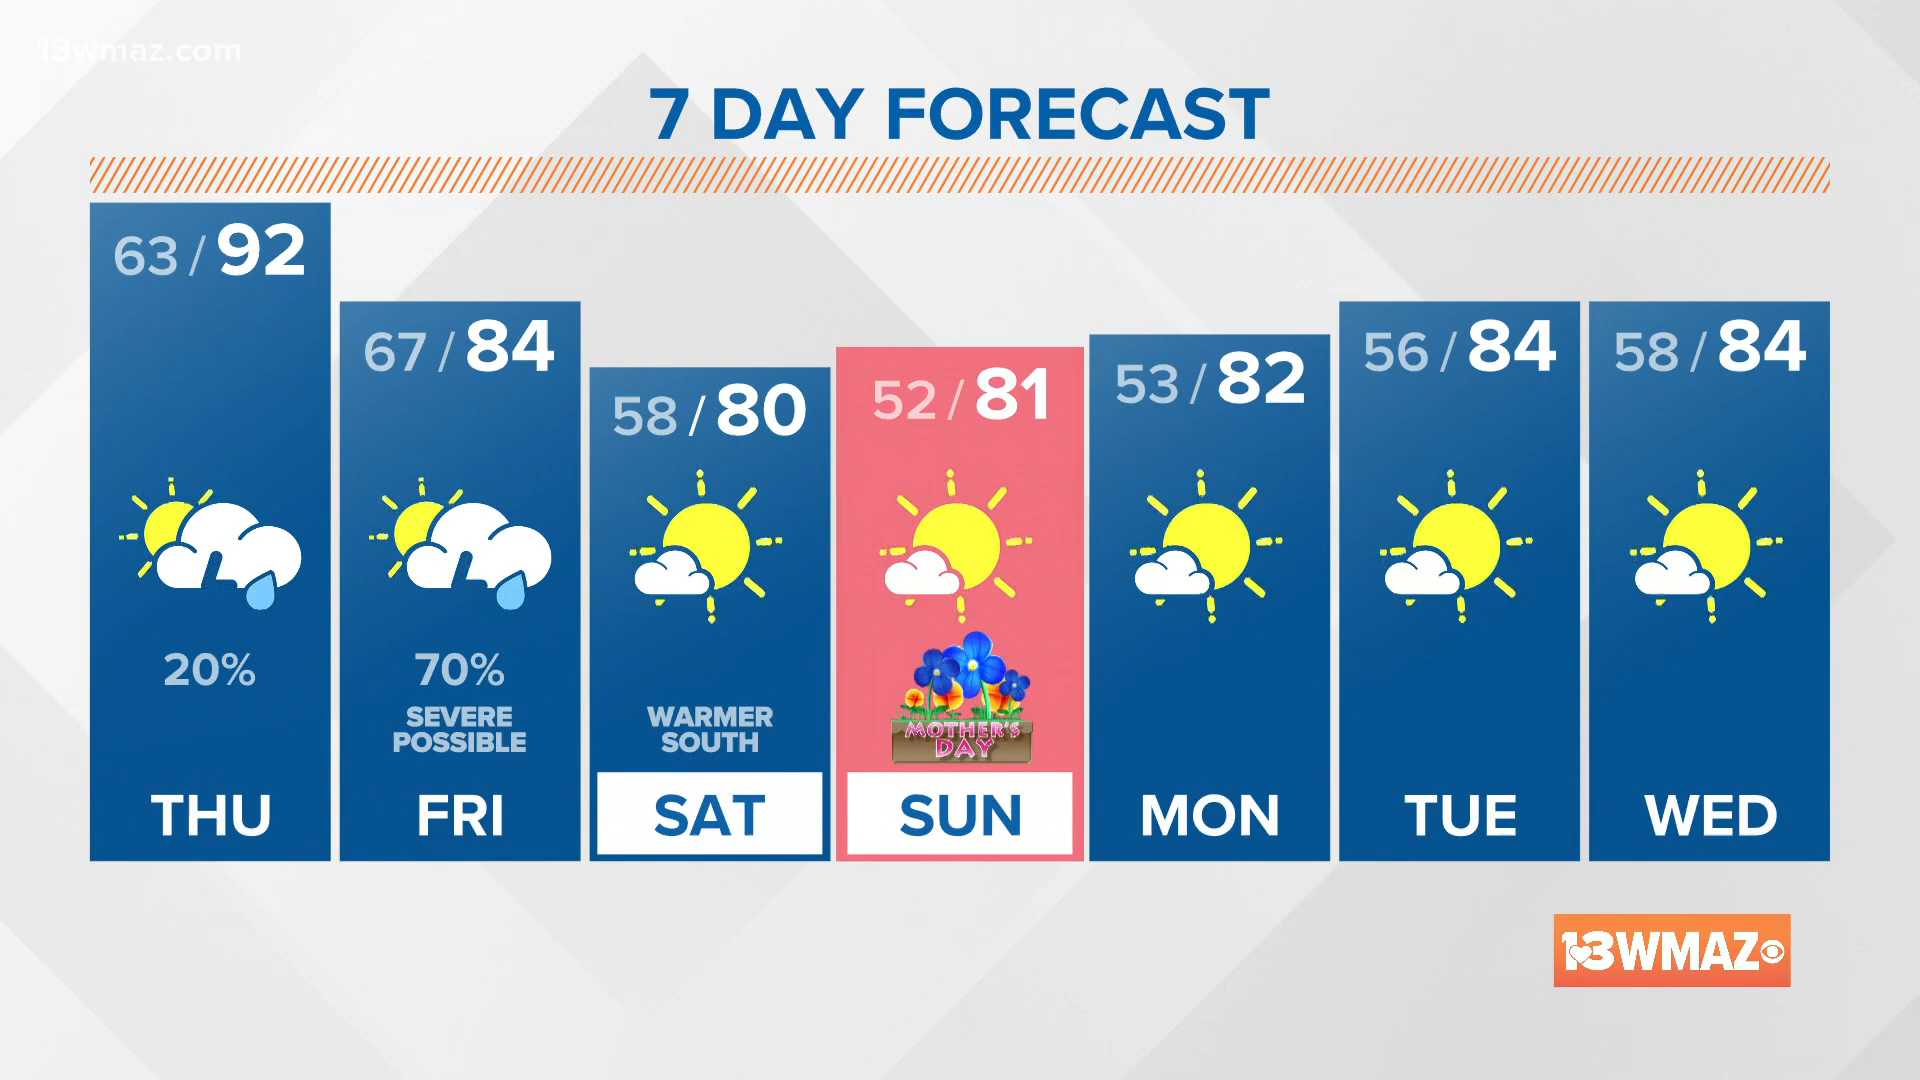 13wmaz.com
7 DAY FORECAST
63 / 92
67 / 84
58 / 80
52 / 81
53 / 82
56 / 84
58 / 84
20%
70%
SEVERE
POSSIBLE
WARMER
SOUTH
MOTHER'S
DAY
THU
FRI
SAT
SUN
MON
TUE
WED
13WMAZ